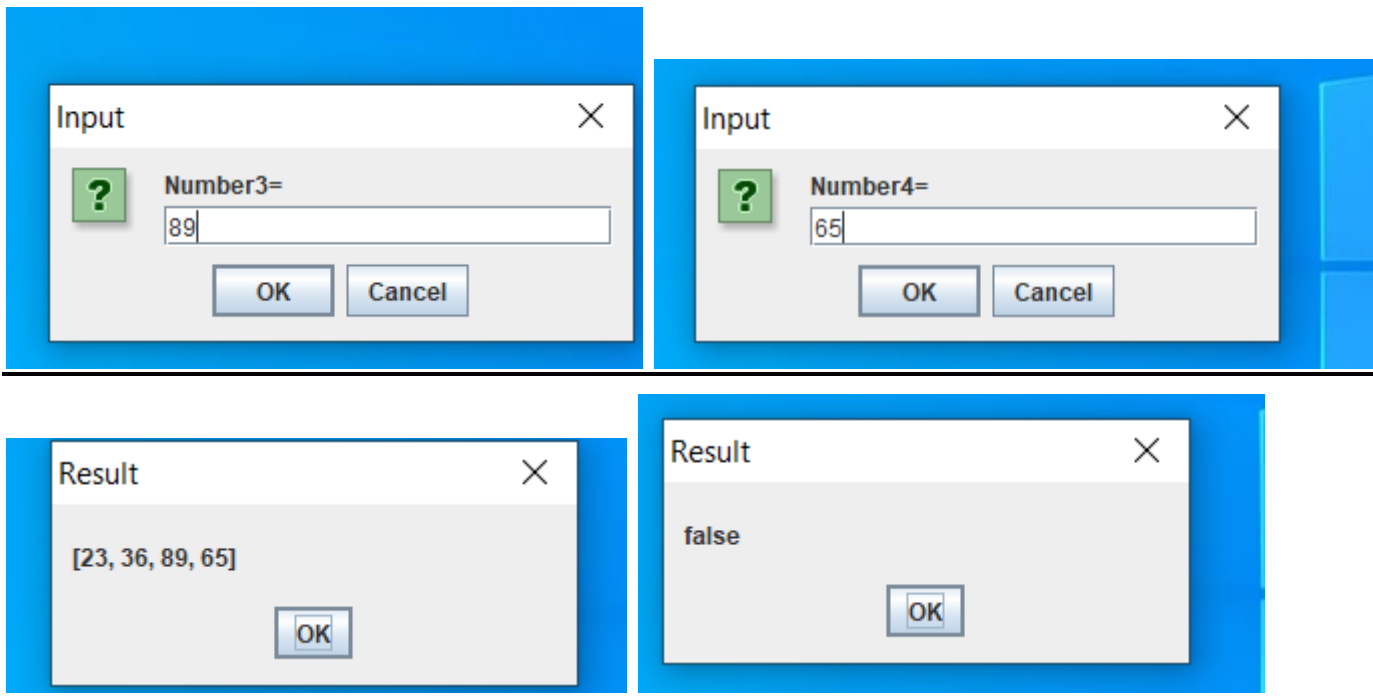 Input
Number3=
89
OK Cancel
Input
Number4=
65
OK Cancel
Result
[23, 36, 89, 65]
OK
Result
false
OK